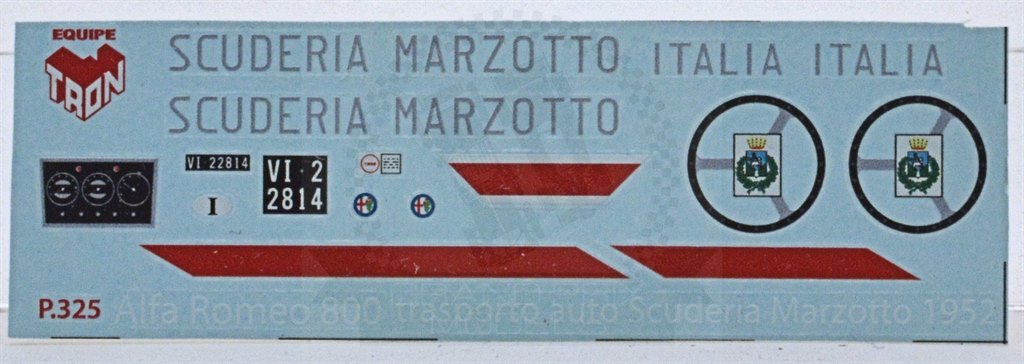 EQUIPE
TRON
SCUDERIA MARZOTTO ITALIA ITALIA
SCUDERIA MARZOTTO
VI 22814
VI 2
2814
I
P.325 Alfa Romeo 800 trasporto auto Scuderia Marzotto 1952